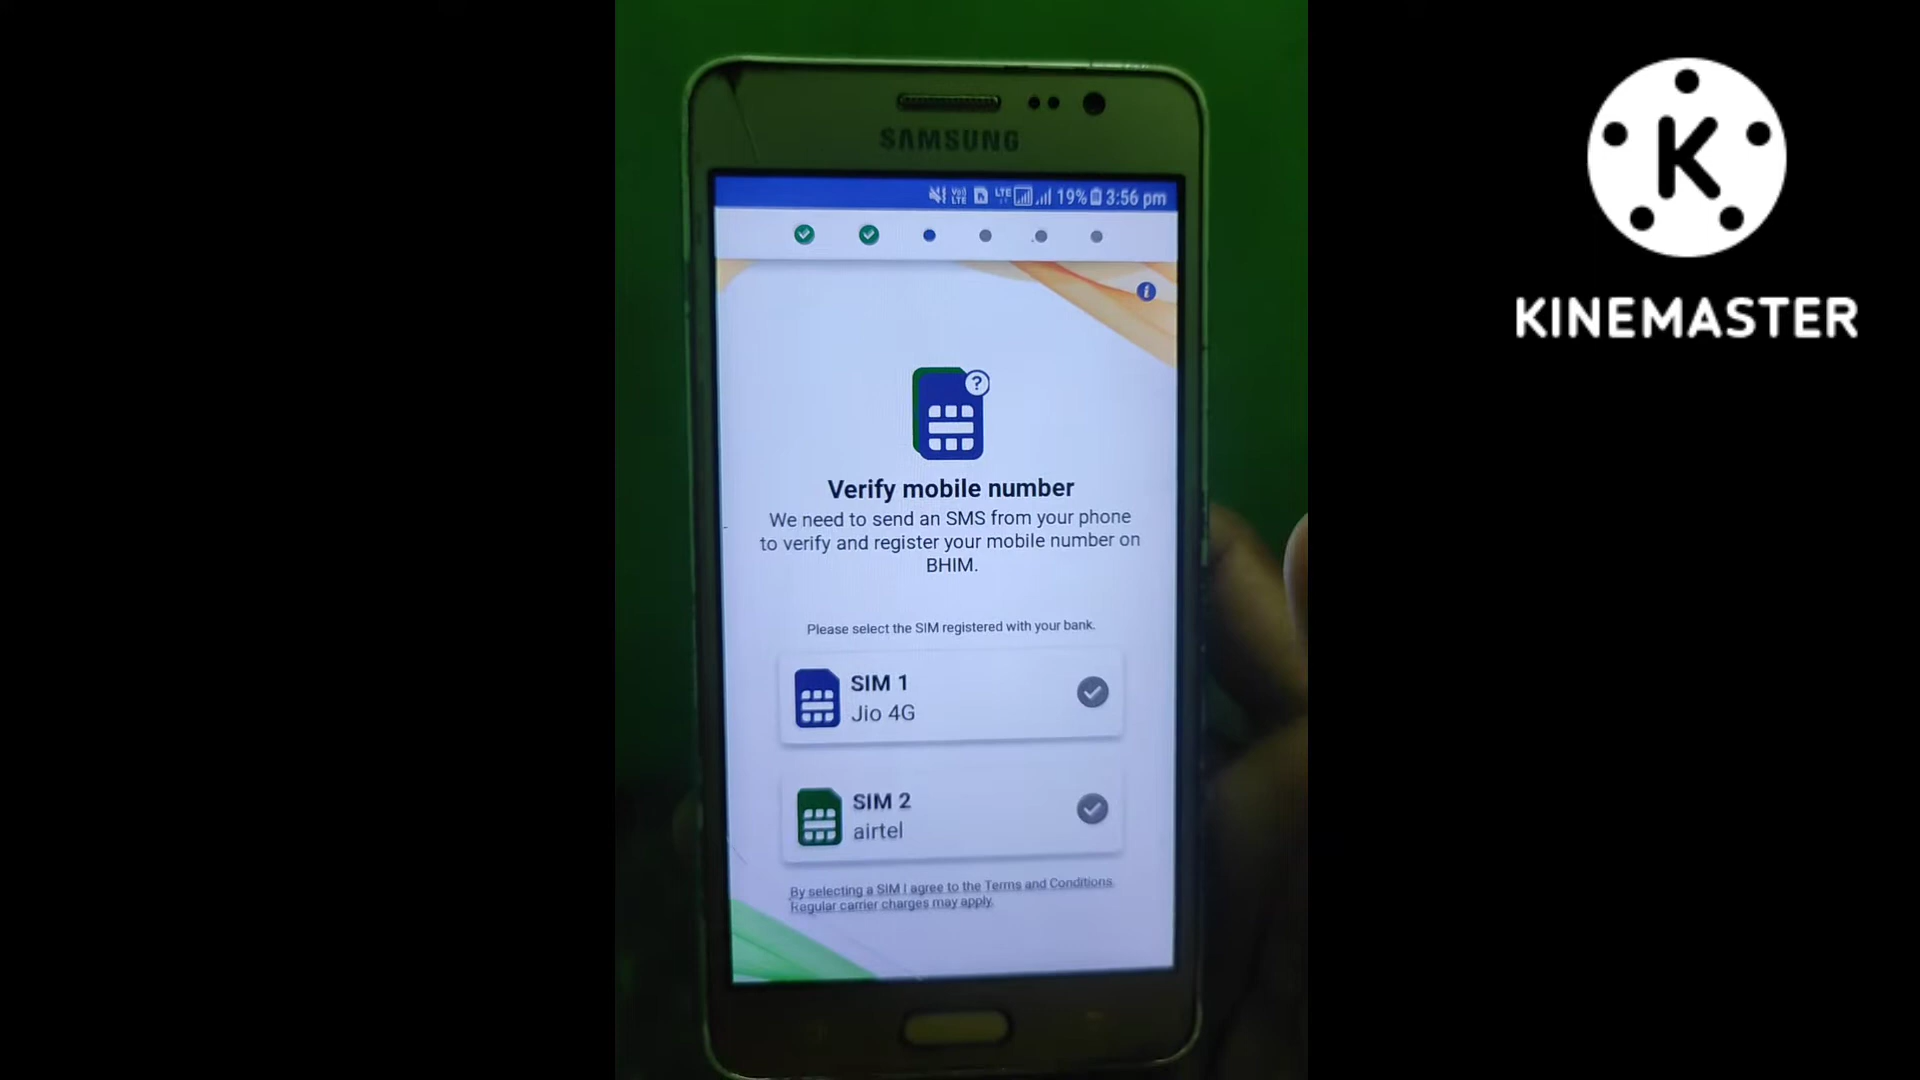 SAMSUNG
Vo)) LTE LTE 19% 3:56 pm
?
i
Verify mobile number
We need to send an SMS from your phone
to verify and register your mobile number on
BHIM.
Please select the SIM registered with your bank.
SIM 1
Jio 4G
SIM 2
airtel
By selecting a SIM I agree to the Terms and Conditions.
Regular carrier charges may apply.
K
KINEMASTER